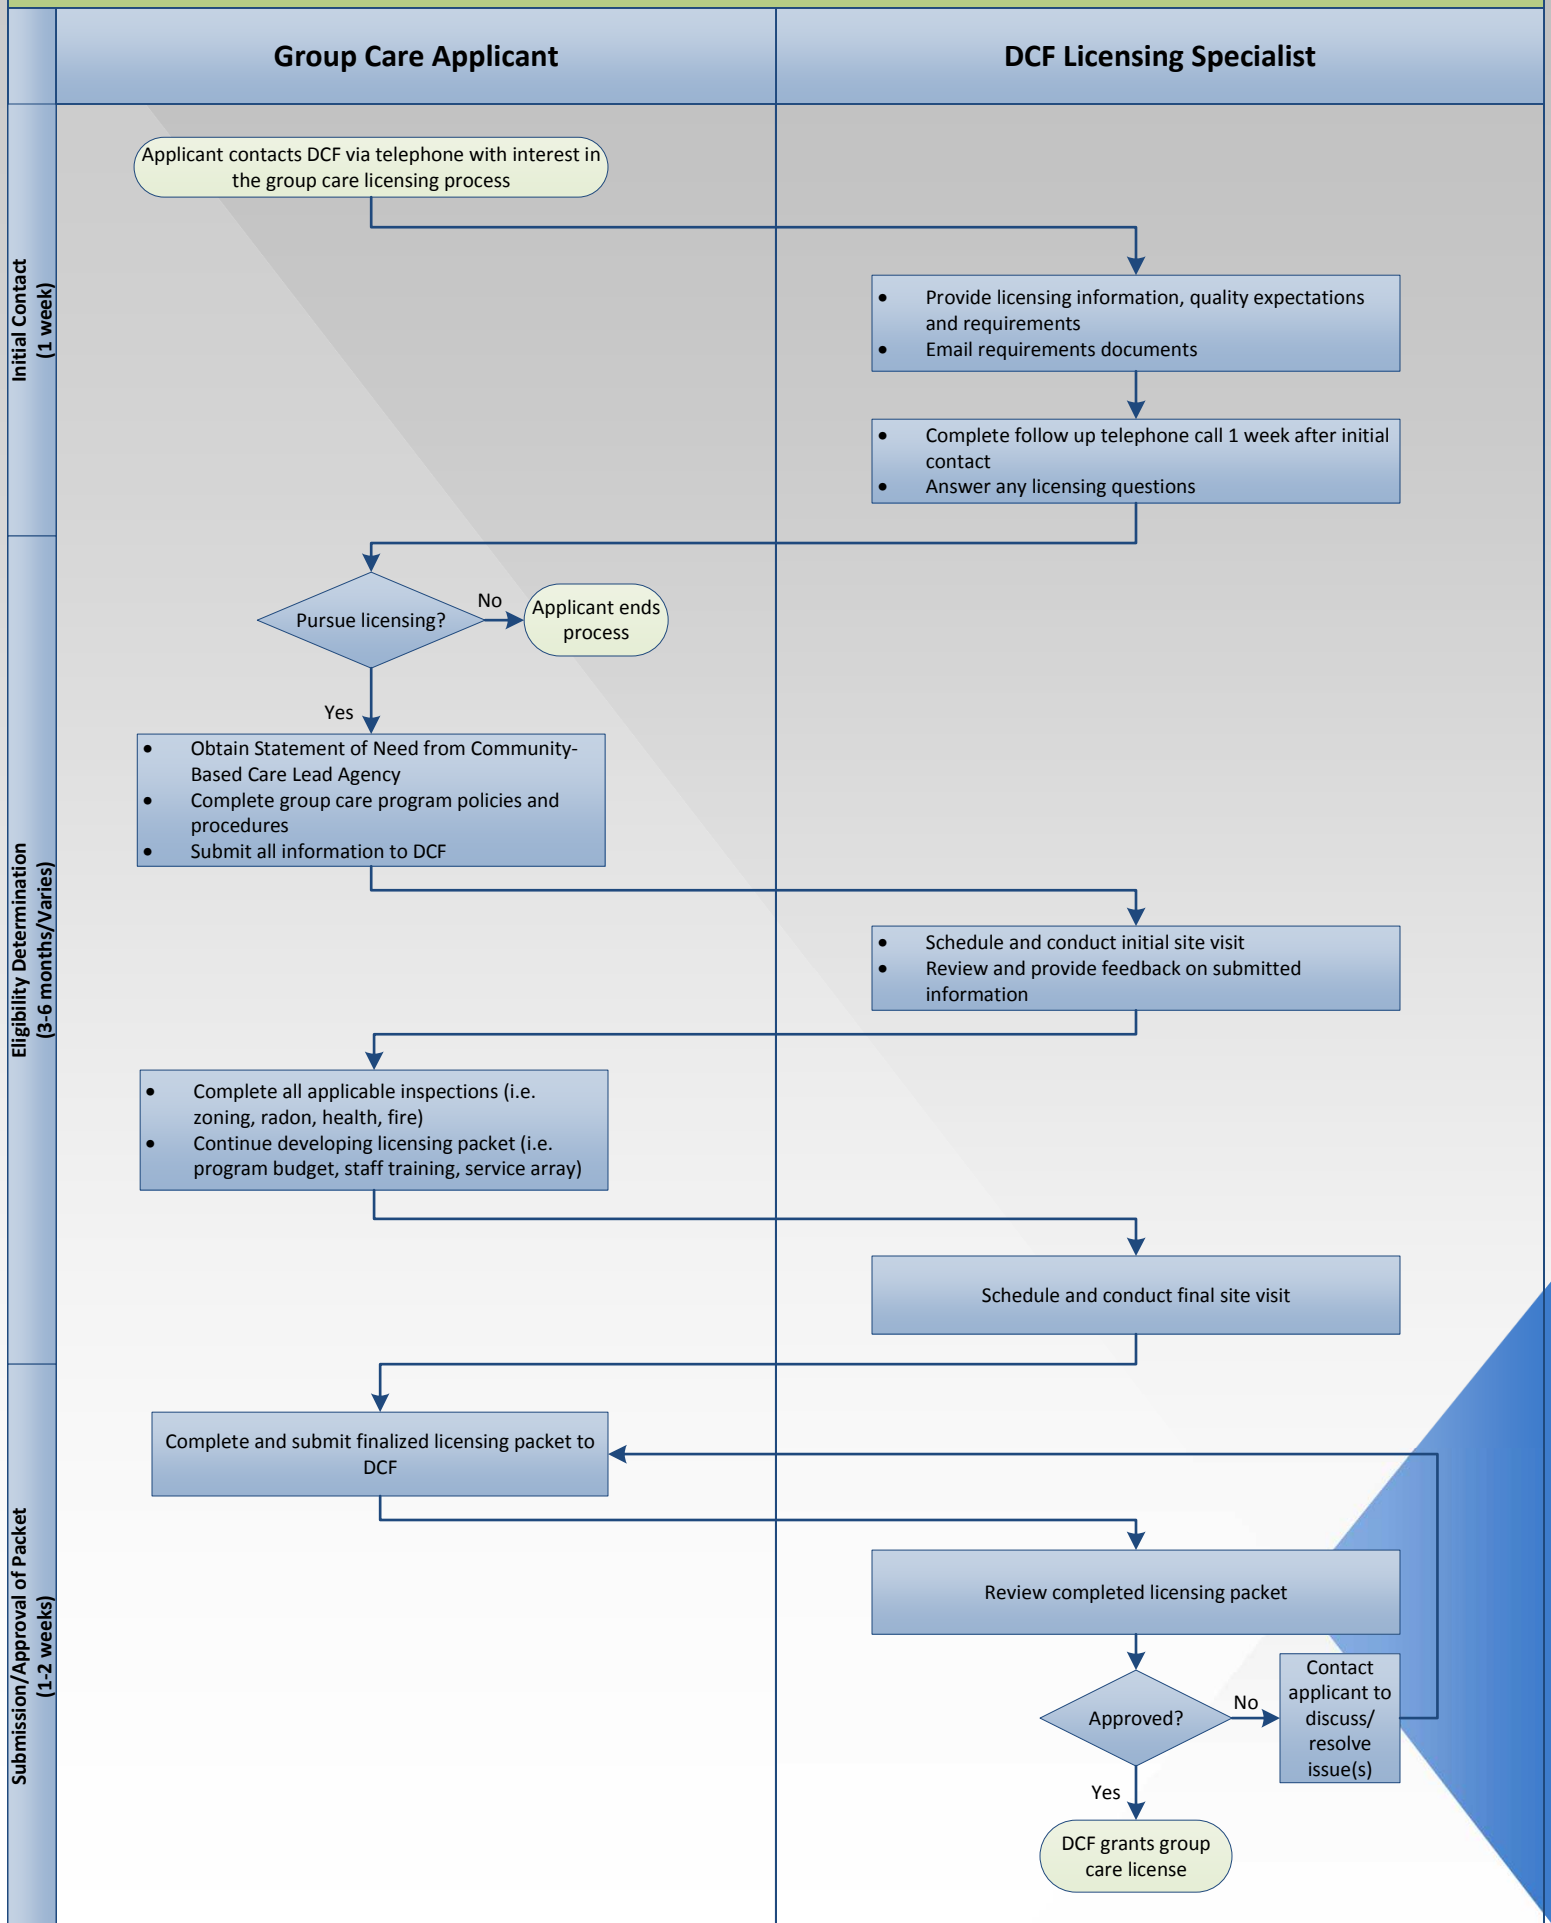 Group Care Applicant
DCF Licensing Specialist
Initial Contact
(1 week)
Applicant contacts DCF via telephone with interest in
the group care licensing process
• Provide licensing information, quality expectations
and requirements
• Email requirements documents
• Complete follow up telephone call 1 week after initial
contact
• Answer any licensing questions
Eligibility Determination
(3-6 months/Varies)
Pursue licensing?
No
Applicant ends
process
Yes
• Obtain Statement of Need from Community-
Based Care Lead Agency
• Complete group care program policies and
procedures
• Submit all information to DCF
• Schedule and conduct initial site visit
• Review and provide feedback on submitted
information
• Complete all applicable inspections (i.e.
zoning, radon, health, fire)
• Continue developing licensing packet (i.e.
program budget, staff training, service array)
Schedule and conduct final site visit
Submission/Approval of Packet
(1-2 weeks)
Complete and submit finalized licensing packet to
DCF
Review completed licensing packet
Approved?
No
Contact
applicant to
discuss/
resolve
issue(s)
Yes
DCF grants group
care license